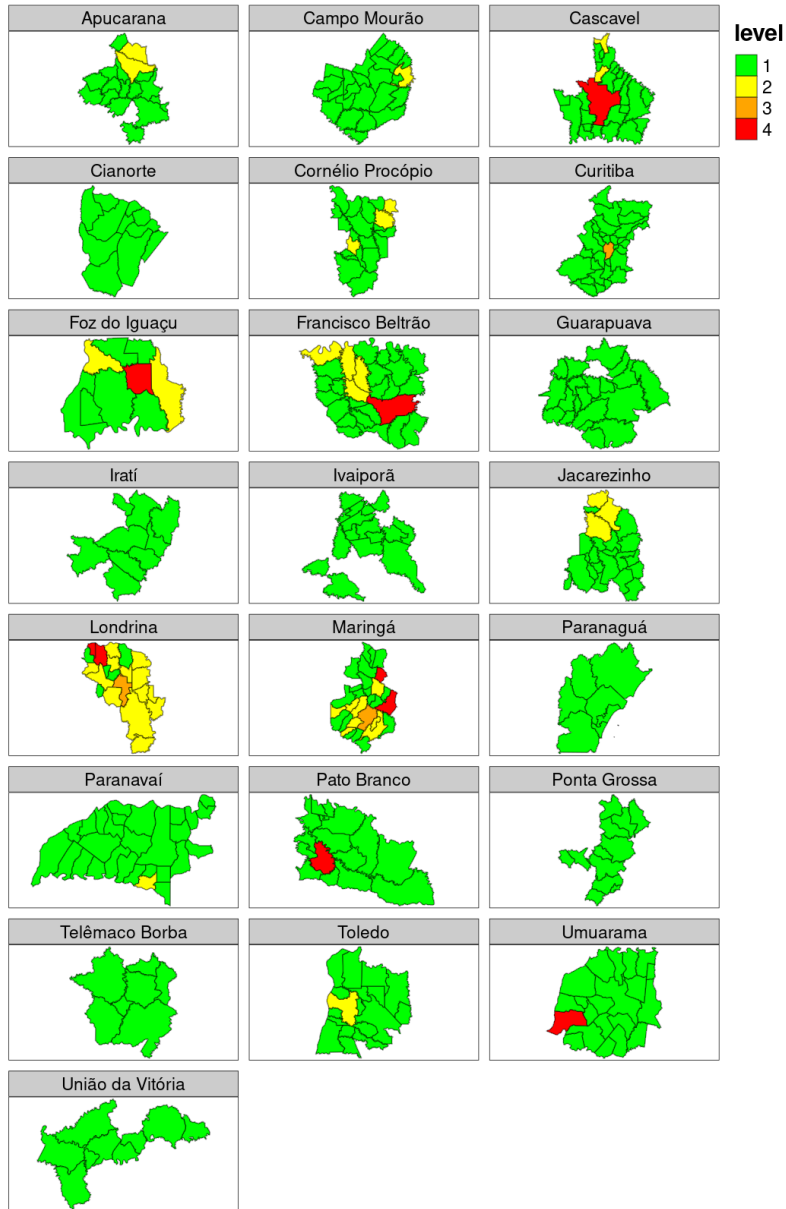 Apucarana
Campo Mourão
Cascavel
level
1
2
3
4
Cianorte
Cornélio Procópio
Curitiba
Foz do Iguaçu
Francisco Beltrão
Guarapuava
Iratí
Ivaiporã
Jacarezinho
Londrina
Maringá
Paranaguá
Paranavaí
Pato Branco
Ponta Grossa
Telêmaco Borba
Toledo
Umuarama
União da Vitória